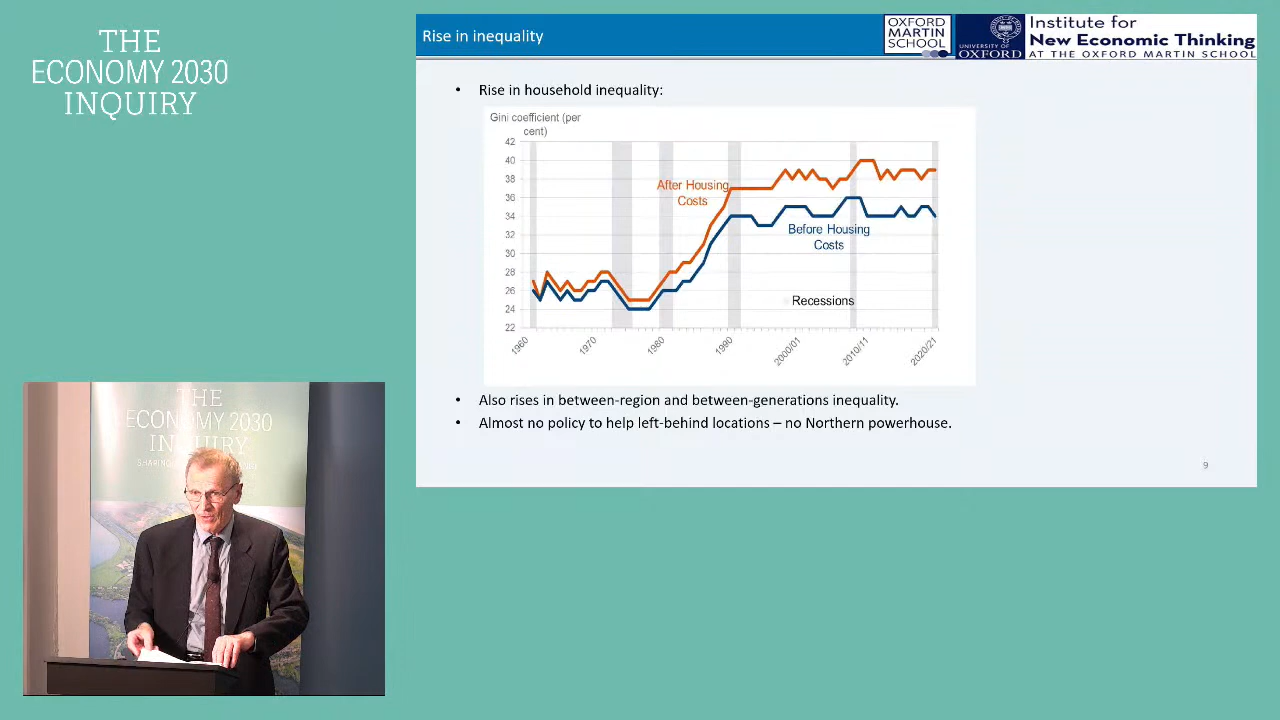 THE
ECONOMY 2030
INQUIRY
Rise in inequality
OXFORD
MARTIN
SCHOOL
UNIVERSITY OF
OXFORD
Institute for
New Economic Thinking
AT THE OXFORD MARTIN SCHOOL
• Rise in household inequality:
Gini coefficient (per
cent)
42
40
38
36
34
32
30
28
26
24
22
After Housing
Costs
Before Housing
Costs
Recessions
1960
1970
1980
1990
2000/01
2010/11
2020/21
• Also rises in between-region and between-generations inequality.
• Almost no policy to help left-behind locations – no Northern powerhouse.
9
THE
ECONOMY 2030
INQUIRY